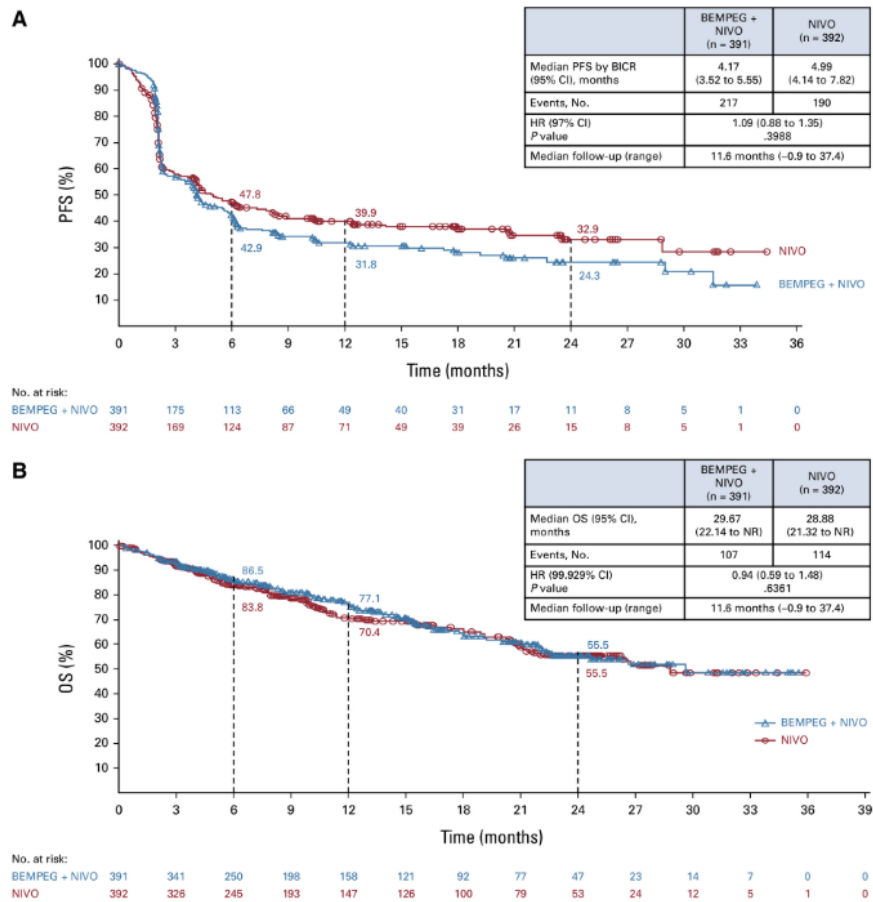 A
BEMPEG +
NIVO
(n = 391)
NIVO
(n = 392)
Median PFS by BICR
(95% CI), months
4.17
(3.52 to 5.55)
4.99
(4.14 to 7.82)
Events, No.
217
190
HR (97% CI)
P value
1.09 (0.88 to 1.35)
.3988
Median follow-up (range)
11.6 months (–0.9 to 37.4)
PFS (%)
100
90
80
70
60
50
40
30
20
10
47.8
42.9
39.9
31.8
32.9
24.3
NIVO
BEMPEG + NIVO
0 3 6 9 12 15 18 21 24 27 30 33 36
Time (months)
No. at risk:
BEMPEG + NIVO 391 175 113 66 49 40 31 17 11 8 5 1 0
NIVO 392 169 124 87 71 49 39 26 15 8 5 1 0
B
BEMPEG +
NIVO
(n = 391)
NIVO
(n = 392)
Median OS (95% CI),
months
29.67
(22.14 to NR)
28.88
(21.32 to NR)
Events, No.
107
114
HR (99.929% CI)
P value
0.94 (0.59 to 1.48)
.6361
Median follow-up (range)
11.6 months (–0.9 to 37.4)
OS (%)
100
90
80
70
60
50
40
30
20
10
86.5
83.8
77.1
70.4
55.5
55.5
BEMPEG + NIVO
NIVO
0 3 6 9 12 15 18 21 24 27 30 33 36 39
Time (months)
No. at risk:
BEMPEG + NIVO 391 341 250 198 158 121 92 77 47 23 14 7 0 0
NIVO 392 326 245 193 147 126 100 79 53 24 12 5 1 0